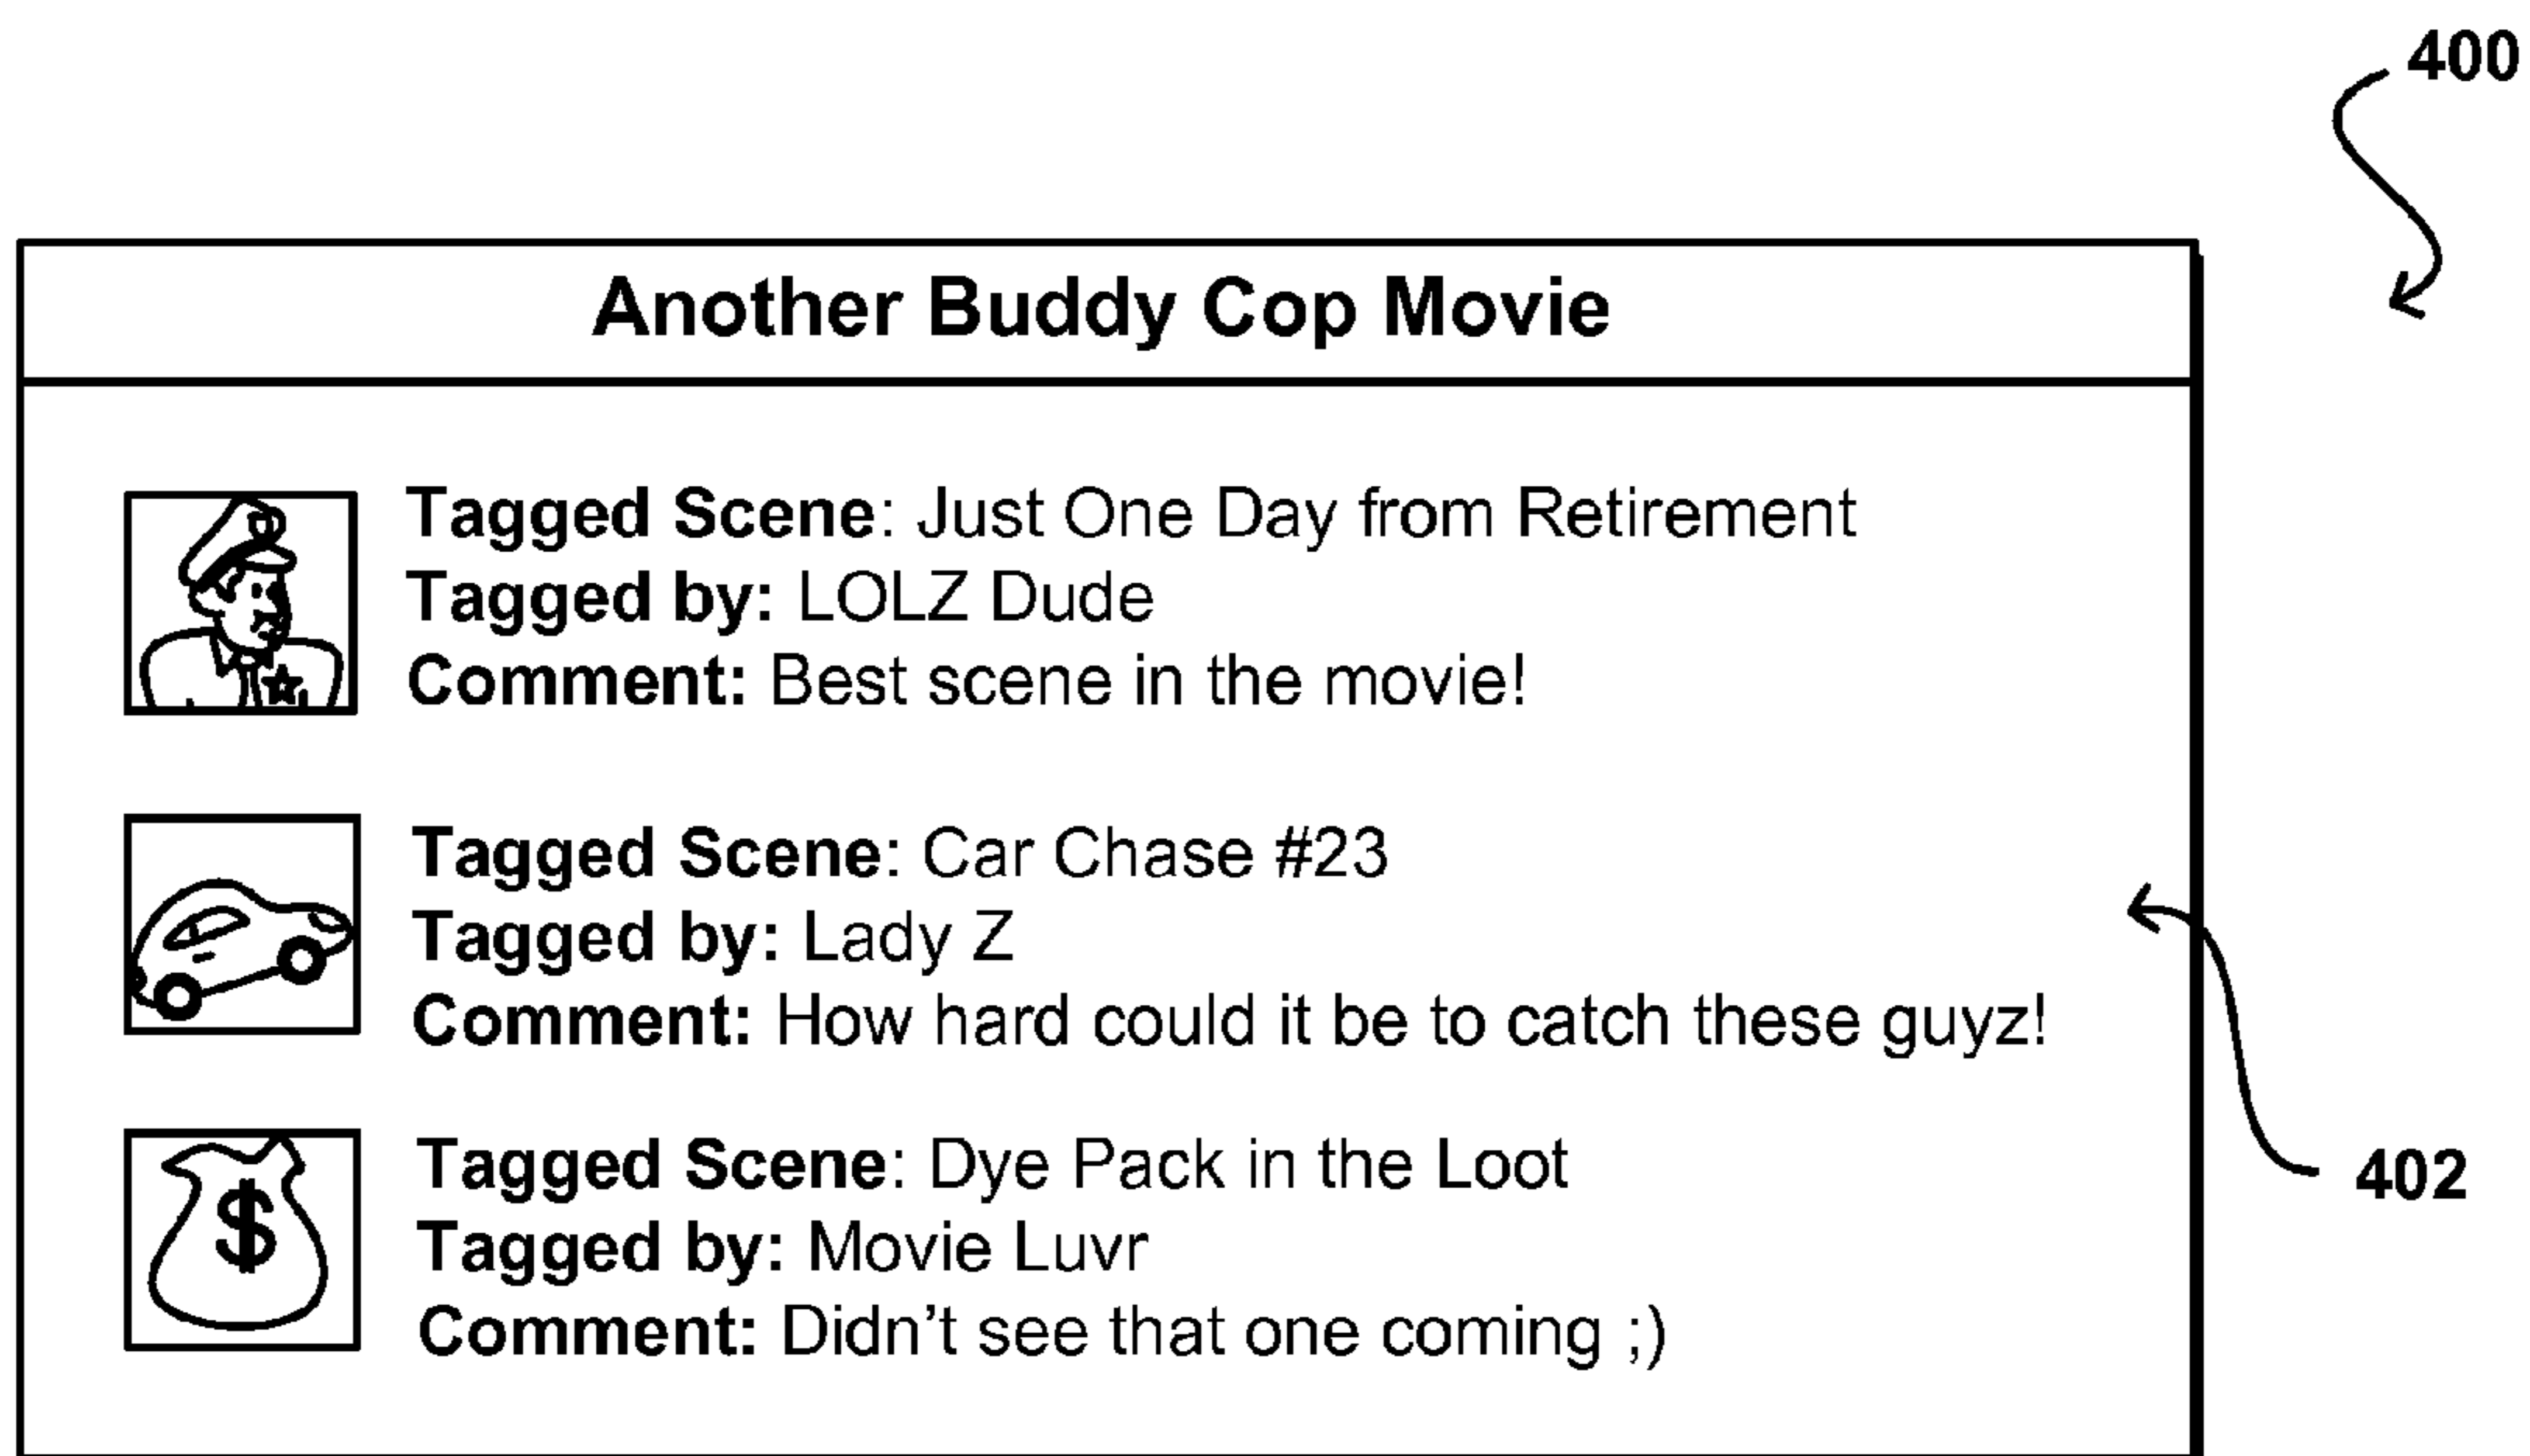 400
Another Buddy Cop Movie
Tagged Scene: Just One Day from Retirement
Tagged by: LOLZ Dude
Comment: Best scene in the movie!
Tagged Scene: Car Chase #23
Tagged by: Lady Z
Comment: How hard could it be to catch these guyz!
$
Tagged Scene: Dye Pack in the Loot
Tagged by: Movie Luvr
Comment: Didn't see that one coming ;)
402